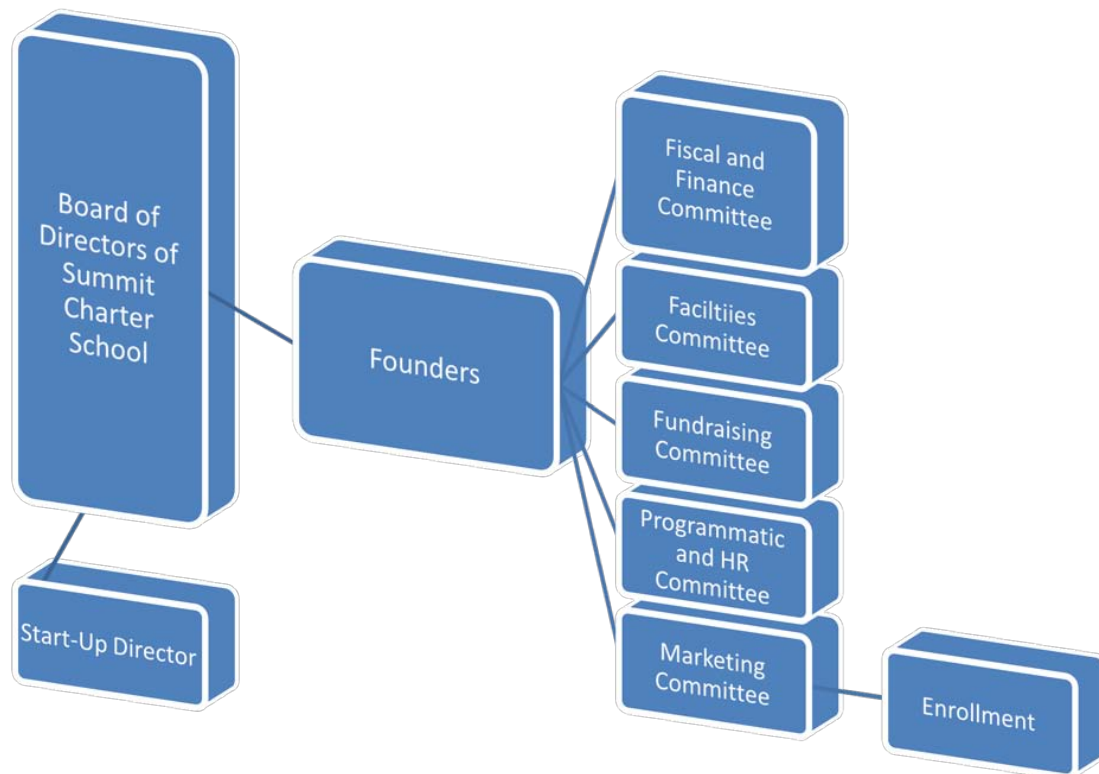 Board of
Directors of
Summit
Charter
School
Start-Up Director
Founders
Fiscal and
Finance
Committee
Faciltiies
Committee
Fundraising
Committee
Programmatic
and HR
Committee
Marketing
Committee
Enrollment